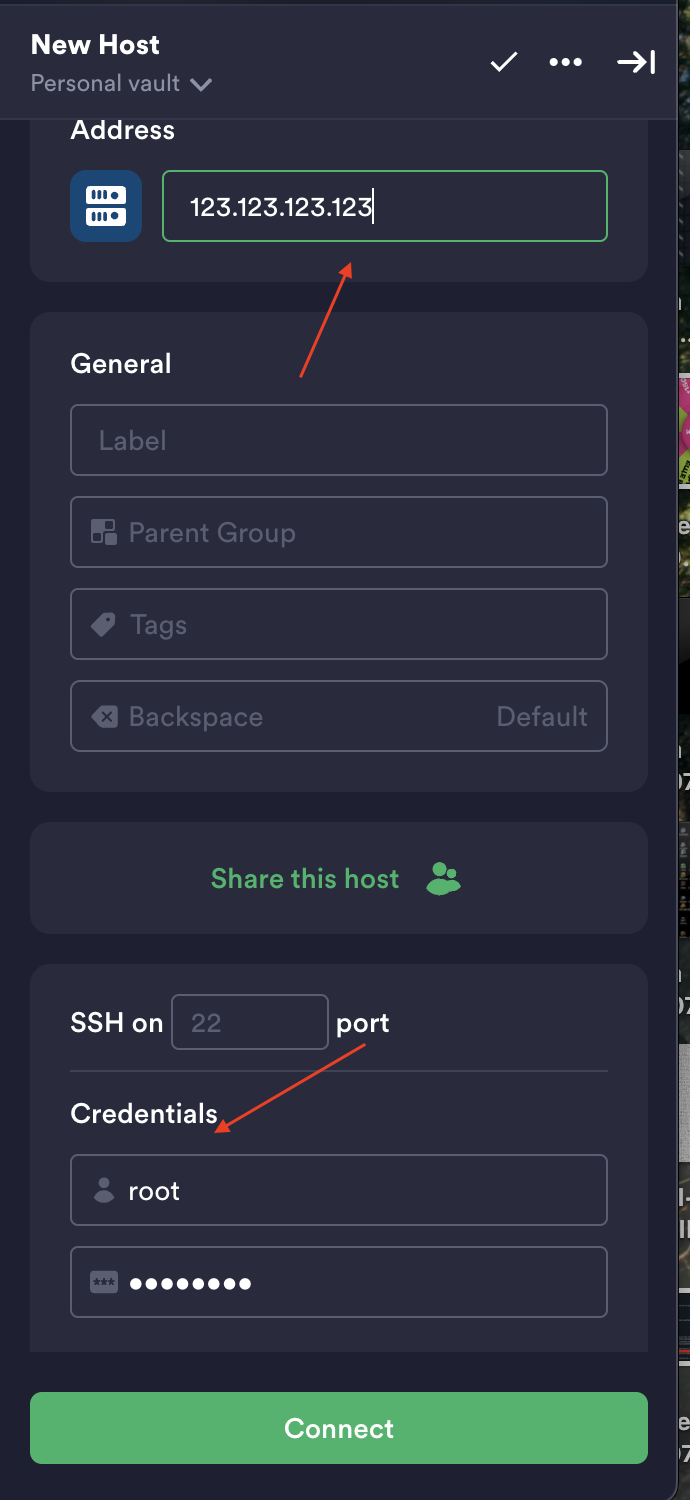 New Host
Personal vault
Address
123.123.123.123
General
Label
Parent Group
Tags
Backspace Default
Share this host
SSH on 22 port
Credentials
root
••••••••
Connect